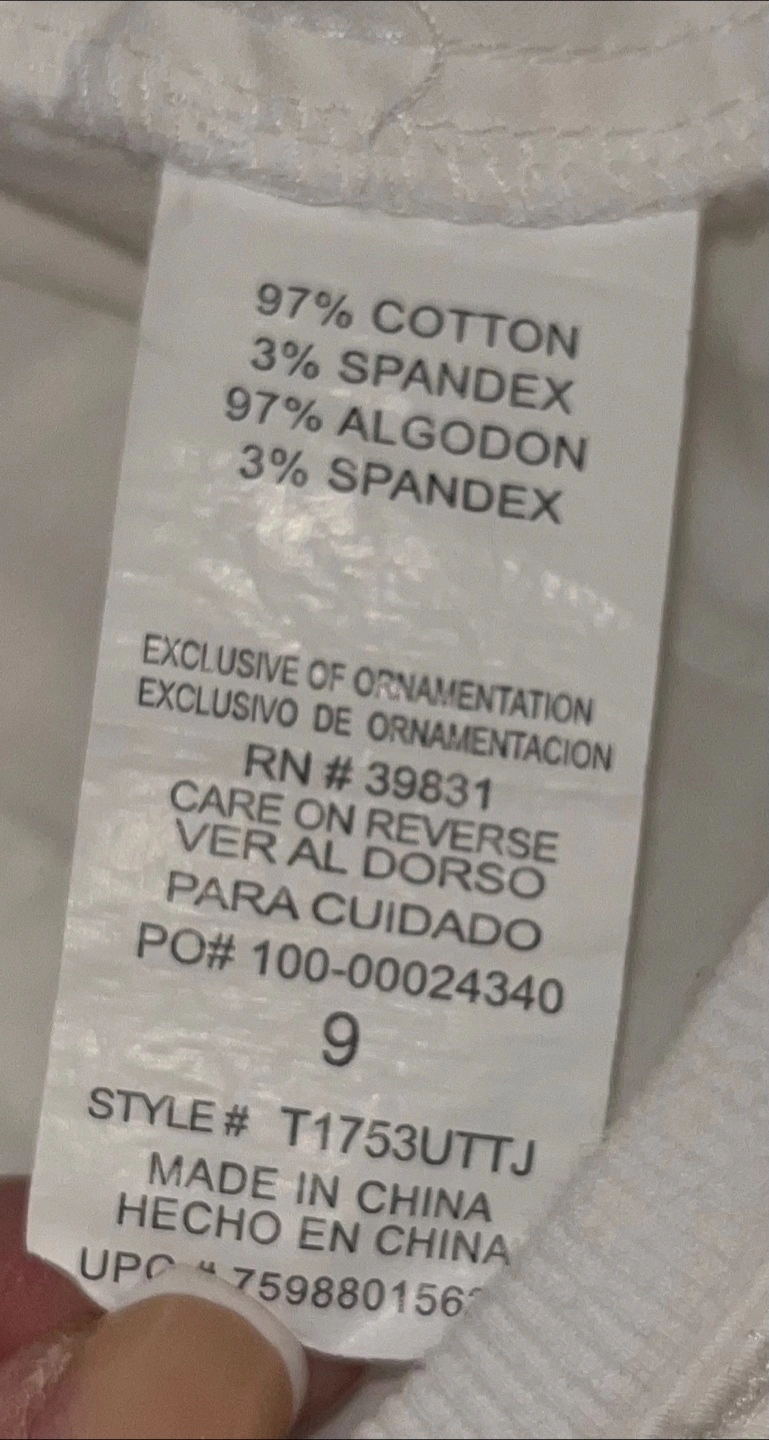 97% COTTON
3% SPANDEX
97% ALGODON
3% SPANDEX
EXCLUSIVE OF ORNAMENTATION
EXCLUSIVO DE ORNAMENTACION
RN # 39831
CARE ON REVERSE
VER AL DORSO
PARA CUIDADO
PO# 100-00024340
9
STYLE # T1753UTTJ
MADE IN CHINA
HECHO EN CHINA
UPC #